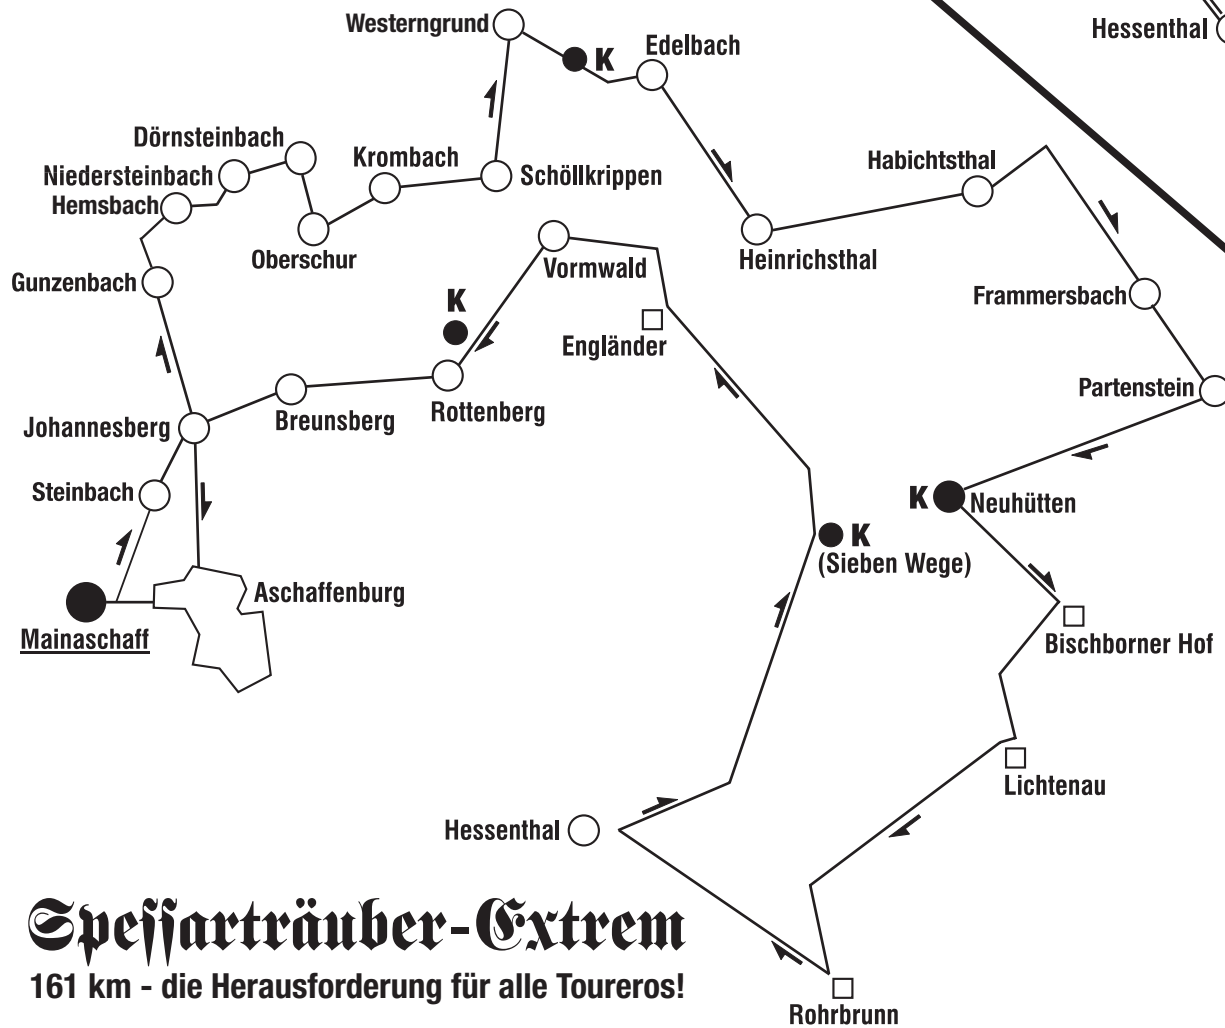 Westerngrund
Hessenthal
K
Edelbach
Dörnsteinbach
Krombach
Habichtsthal
Niedersteinbach
Schöllkrippen
Hemsbach
Oberschur
Heinrichsthal
Vormwald
Gunzenbach
Frammersbach
K
Engländer
Partenstein
Rottenberg
Breunsberg
Johannesberg
Steinbach
K
Neuhütten
K
(Sieben Wege)
Aschaffenburg
Mainaschaff
Bischborner Hof
Lichtenau
Hessenthal
Speſſarträuber-Extrem
161 km - die Herausforderung für alle Toureros!
Rohrbrunn